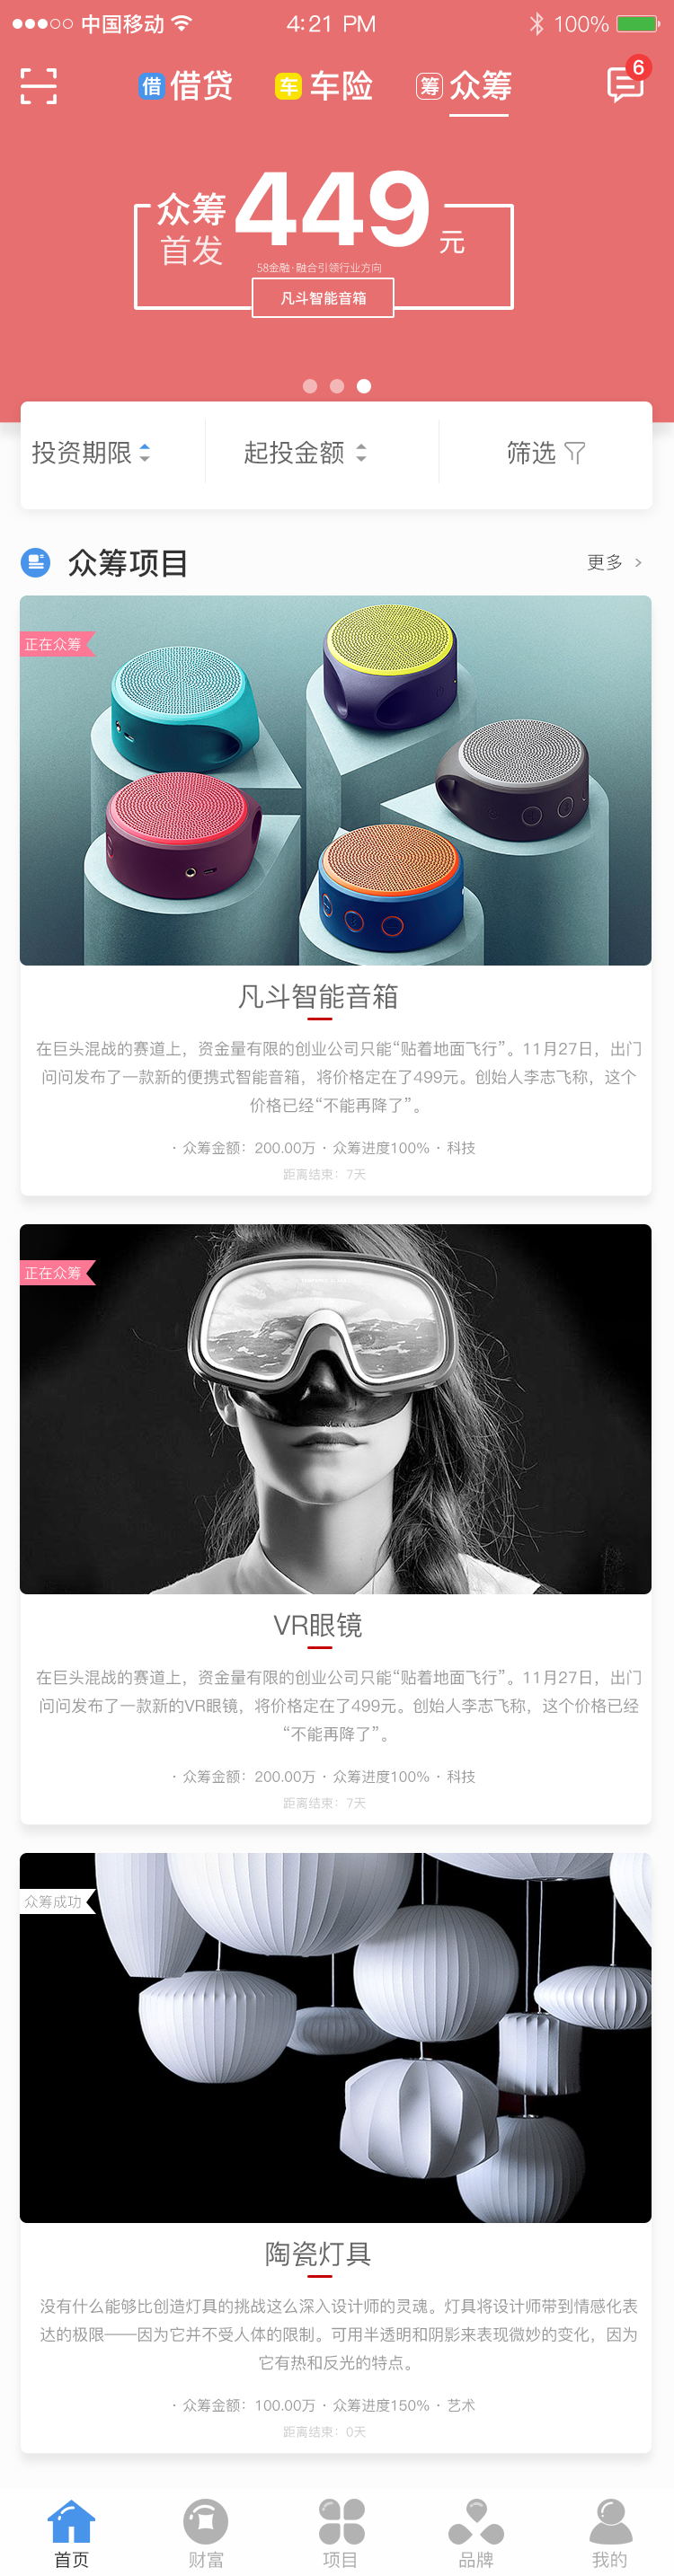 中国移动 4:21 PM 100%
借 借贷 车 车险 筹 众筹 6
众筹 449 元
首发
58金融·融合引领行业方向
凡斗智能音箱
投资期限 起投金额 筛选
众筹项目 更多 >
正在众筹
凡斗智能音箱
在巨头混战的赛道上，资金量有限的创业公司只能“贴着地面飞行”。11月27日，出门
问问发布了一款新的便携式智能音箱，将价格定在了499元。创始人李志飞称，这个
价格已经“不能再降了”。
· 众筹金额：200.00万 · 众筹进度100% · 科技
距离结束：7天
正在众筹
VR眼镜
在巨头混战的赛道上，资金量有限的创业公司只能“贴着地面飞行”。11月27日，出门
问问发布了一款新的VR眼镜，将价格定在了499元。创始人李志飞称，这个价格已经
“不能再降了”。
· 众筹金额：200.00万 · 众筹进度100% · 科技
距离结束：7天
众筹成功
陶瓷灯具
没有什么能够比创造灯具的挑战这么深入设计师的灵魂。灯具将设计师带到情感化表
达的极限——因为它并不受人体的限制。可用半透明和阴影来表现微妙的变化，因为
它有热和反光的特点。
· 众筹金额：100.00万 · 众筹进度150% · 艺术
距离结束：0天
首页 财富 项目 品牌 我的